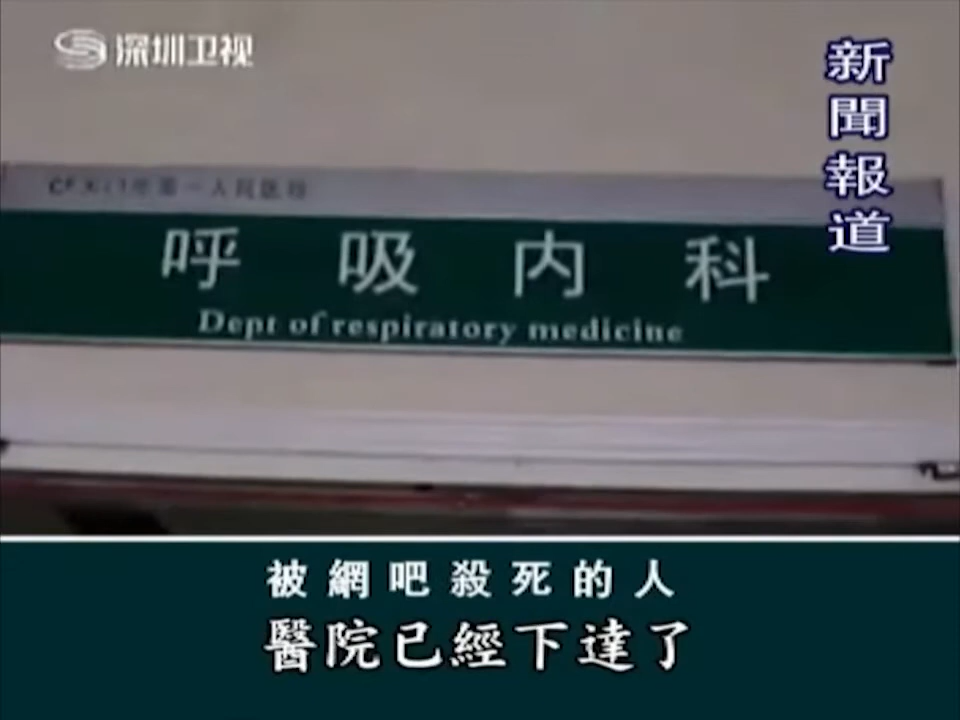 深圳卫视
新聞報道
呼吸内科
Dept of respiratory medicine
被網吧殺死的人
醫院已經下達了